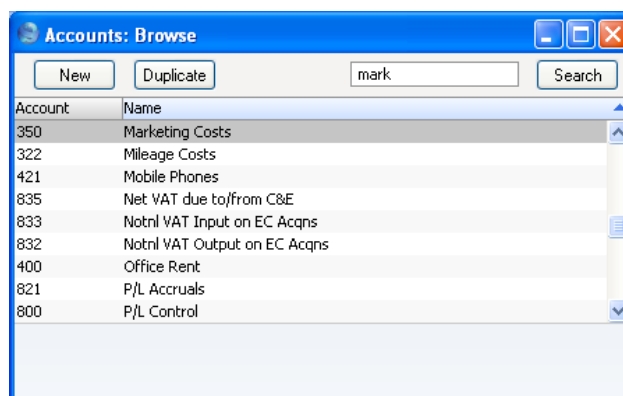 Accounts: Browse
New Duplicate mark Search
Account Name
350 Marketing Costs
322 Mileage Costs
421 Mobile Phones
835 Net VAT due to/from C&E
833 Notnl VAT Input on EC Acqns
832 Notnl VAT Output on EC Acqns
400 Office Rent
821 P/L Accruals
800 P/L Control